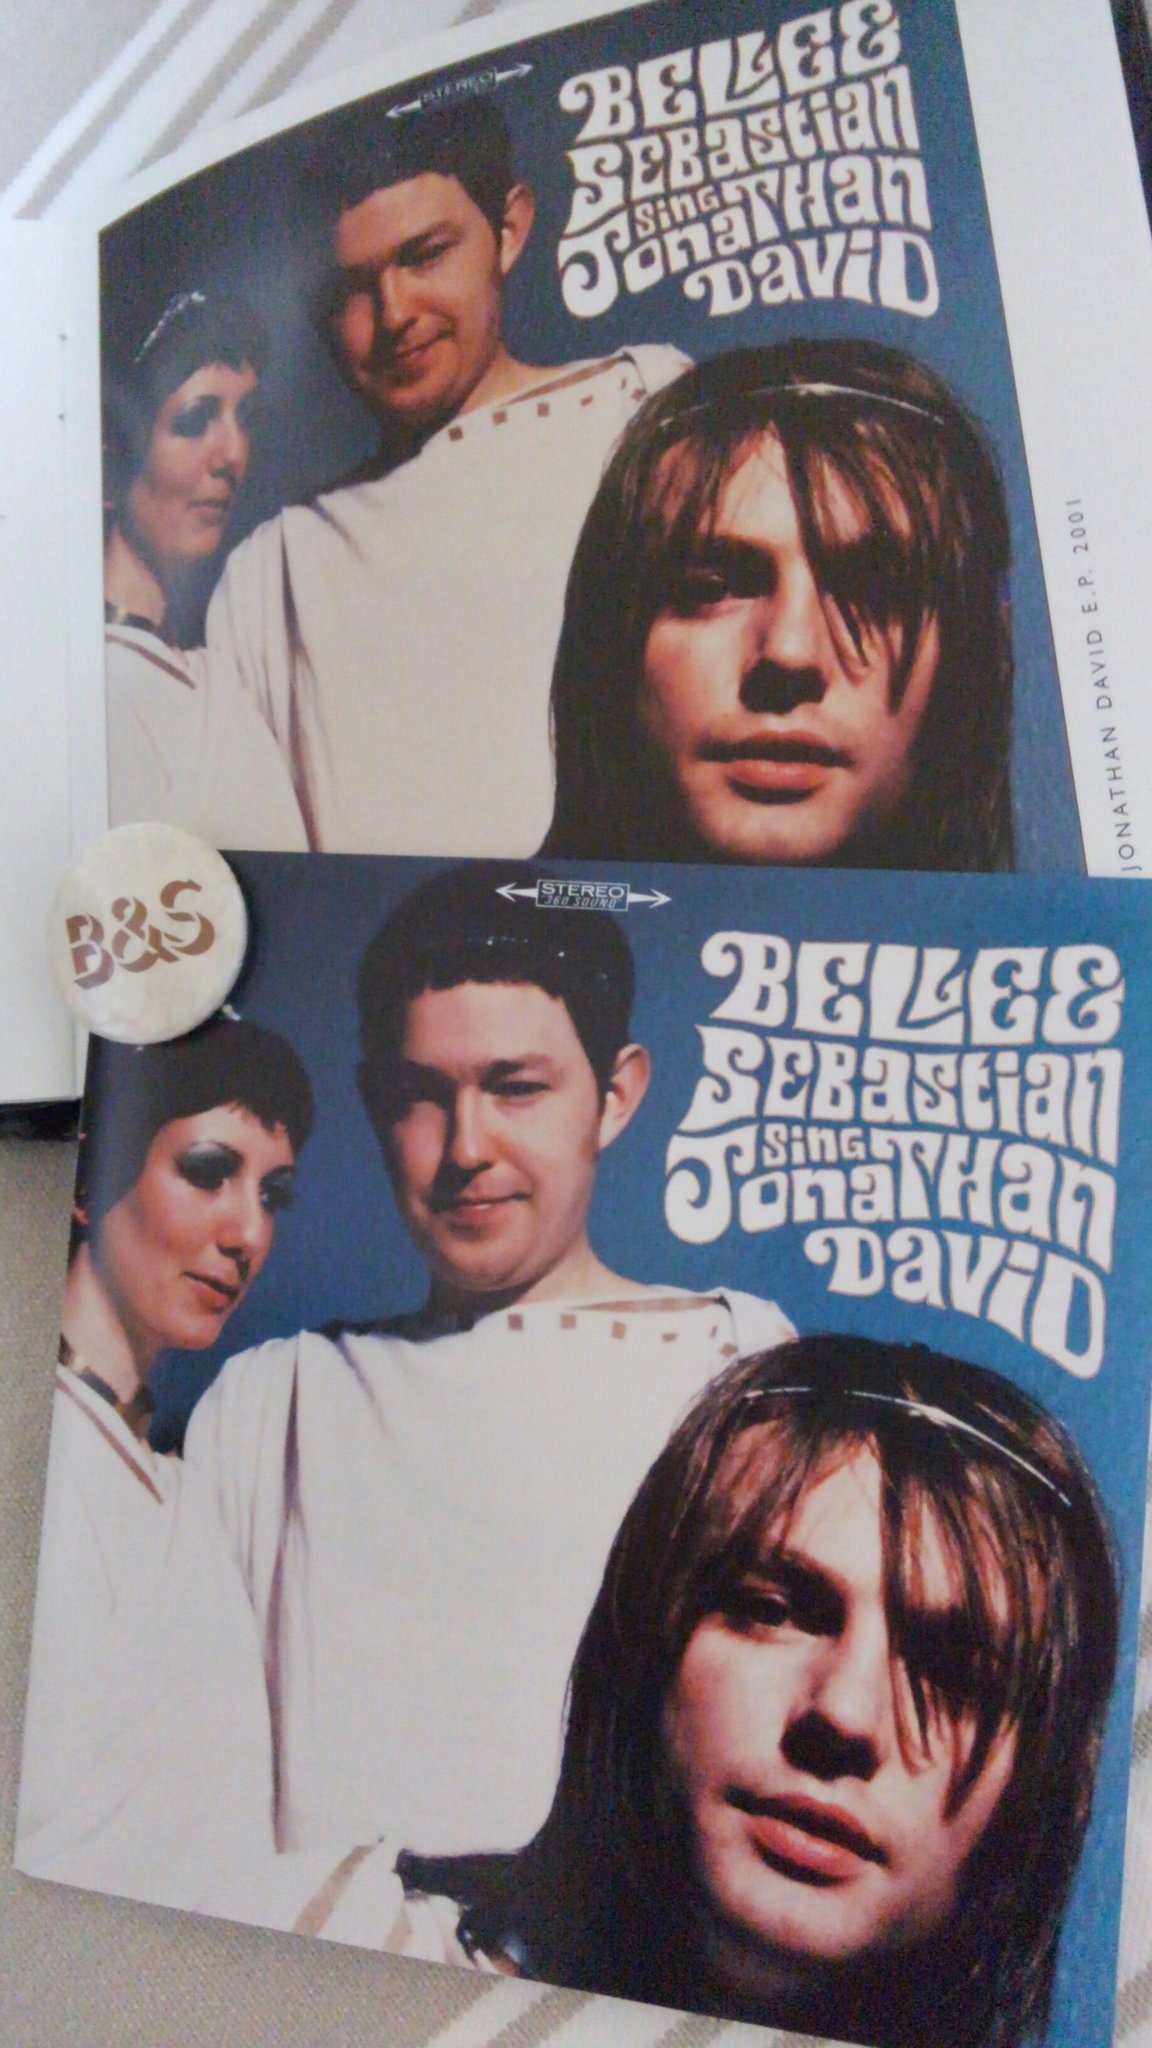 STEREO
BELLE &
SEBASTIAN
SING
JONATHAN
DAVID
JONATHAN DAVID E.P. 2001
B&S
STEREO
360 SOUND
BELLE &
SEBASTIAN
SING
JONATHAN
DAVID